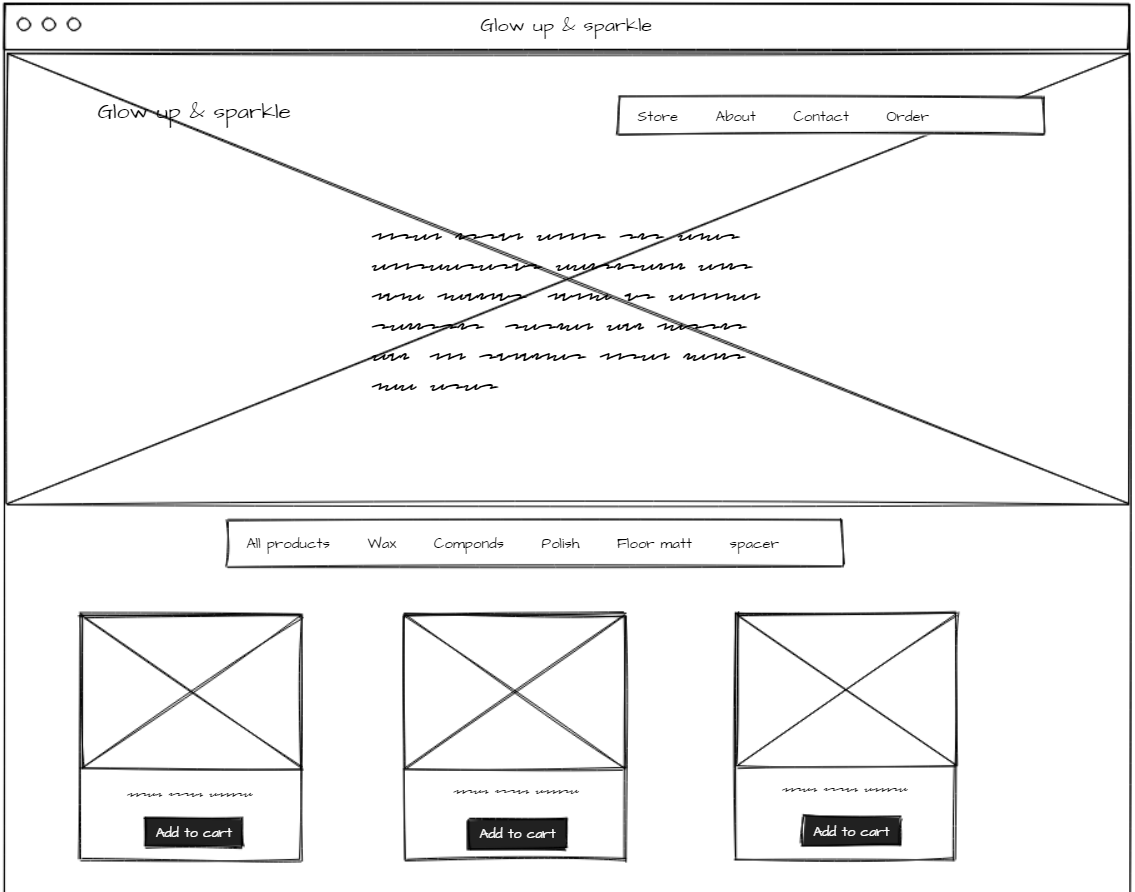 Glow up & sparkle
Glow up & sparkle
Store About Contact Order
All products Wax Componds Polish Floor matt spacer
Add to cart Add to cart Add to cart